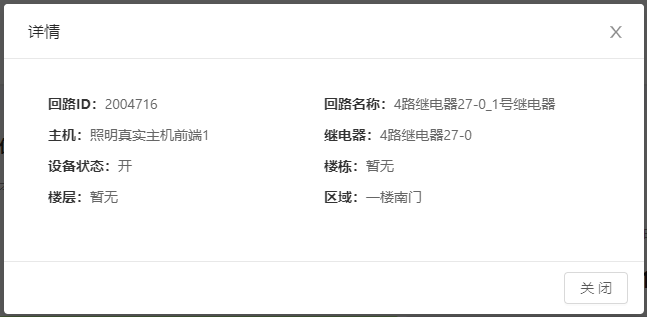 详情
回路ID：2004716 回路名称：4路继电器27-0_1号继电器
主机：照明真实主机前端1 继电器：4路继电器27-0
设备状态：开 楼栋：暂无
楼层：暂无 区域：一楼南门
关 闭